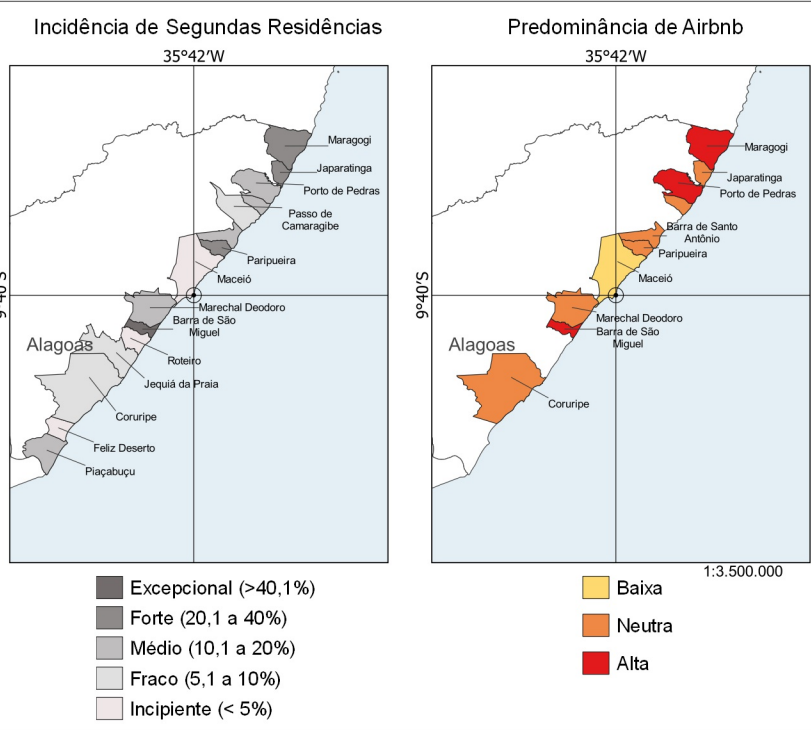 Incidência de Segundas Residências
35°42'W
Maragogi
Japaratinga
Porto de Pedras
Passo de
Camaragibe
Paripueira
Maceió
9°40'S
Marechal Deodoro
Barra de São
Miguel
Alagoas
Roteiro
Jequiá da Praia
Coruripe
Feliz Deserto
Piaçabuçu
Excepcional (>40,1%)
Forte (20,1 a 40%)
Médio (10,1 a 20%)
Fraco (5,1 a 10%)
Incipiente (< 5%)
Predominância de Airbnb
35°42'W
Maragogi
Japaratinga
Porto de Pedras
Barra de Santo
Antônio
Paripueira
Maceió
9°40'S
Marechal Deodoro
Barra de São
Miguel
Alagoas
Coruripe
1:3.500.000
Baixa
Neutra
Alta